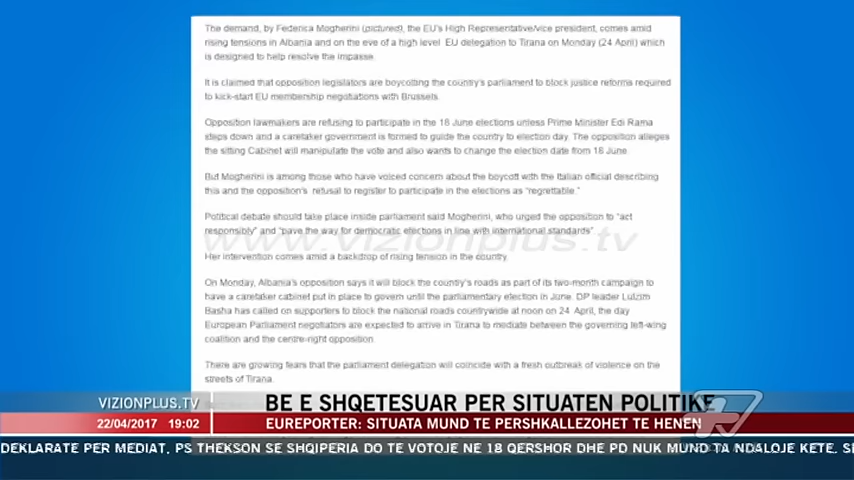 The demand, by Federica Mogherini (pictured), the EU's High Representative/vice president, comes amid
rising tensions in Albania and on the eve of a high level EU delegation to Tirana on Monday (24 April) which
is designed to help resolve the impasse.
It is claimed that opposition legislators are boycotting the country's parliament to block justice reforms required
to kick-start EU membership negotiations with Brussels.
Opposition lawmakers are refusing to participate in the 18 June elections unless Prime Minister Edi Rama
steps down and a caretaker government is formed to guide the country to election day. The opposition alleges
the sitting Cabinet will manipulate the vote and also wants to change the election date from 18 June.
But Mogherini is among those who have voiced concern about the boycott with the Italian official describing
this and the opposition's refusal to register to participate in the elections as "regrettable."
Political debate should take place inside parliament said Mogherini, who urged the opposition to "act
responsibly" and "pave the way for democratic elections in line with international standards".
www.vizionplus.tv
Her intervention comes amid a backdrop of rising tension in the country.
On Monday, Albania's opposition says it will block the country's roads as part of its two-month campaign to
have a caretaker cabinet put in place to govern until the parliamentary election in June. DP leader Lulzim
Basha has called on supporters to block the national roads countrywide at noon on 24 April, the day
European Parliament negotiators are expected to arrive in Tirana to mediate between the governing left-wing
coalition and the centre-right opposition.
There are growing fears that the parliament delegation will coincide with a fresh outbreak of violence on the
streets of Tirana.
VIZIONPLUS.TV
BE E SHQETESUAR PER SITUATEN POLITIKE
22/04/2017 19:02
EUREPORTER: SITUATA MUND TE PERSHKALLEZOHET TE HENEN
DEKLARATE PER MEDIAT, PS THEKSON SE SHQIPERIA DO TE VOTOJE NE 18 QERSHOR DHE PD NUK MUND TA NDALOJE KETE.